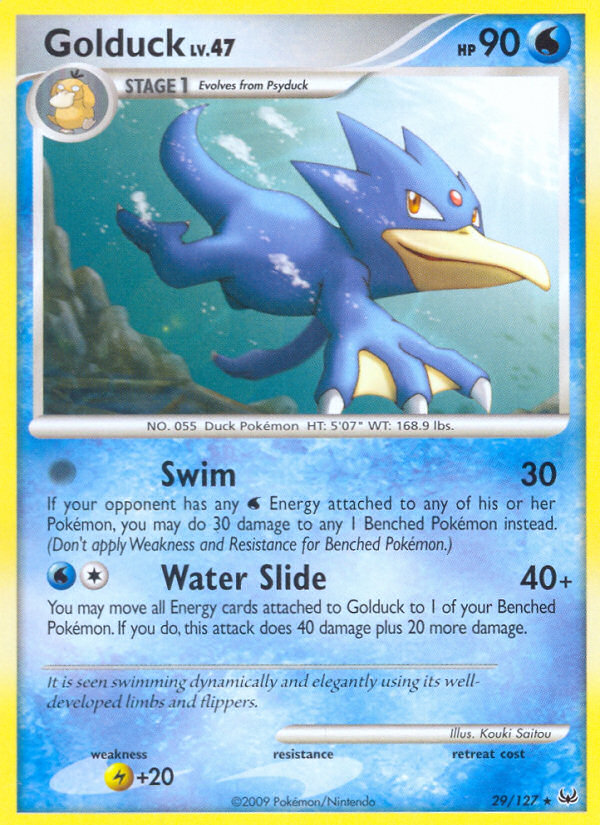 Golduck LV.47 HP 90
STAGE 1 Evolves from Psyduck
NO. 055 Duck Pokémon HT: 5'07" WT: 168.9 lbs.
Swim 30
If your opponent has any Energy attached to any of his or her
Pokémon, you may do 30 damage to any 1 Benched Pokémon instead.
(Don't apply Weakness and Resistance for Benched Pokémon.)
Water Slide 40+
You may move all Energy cards attached to Golduck to 1 of your Benched
Pokémon. If you do, this attack does 40 damage plus 20 more damage.
It is seen swimming dynamically and elegantly using its well-
developed limbs and flippers.
Illus. Kouki Saitou
weakness resistance retreat cost
+20
©2009 Pokémon/Nintendo 29/127 ★